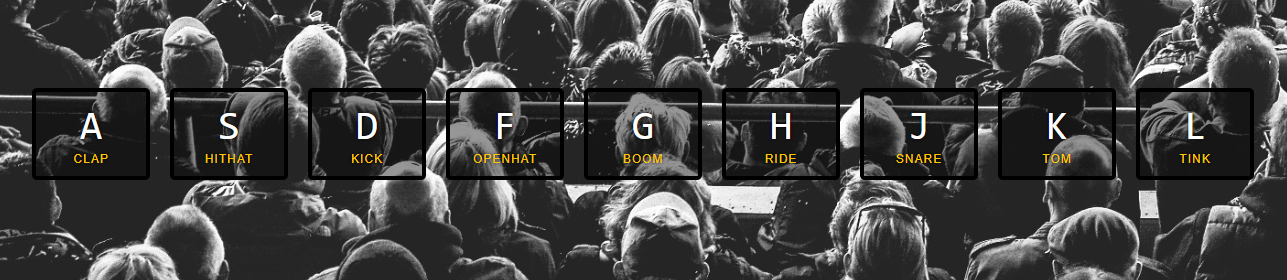 A S D F G H J K L
CLAP HITHAT KICK OPENHAT BOOM RIDE SNARE TOM TINK